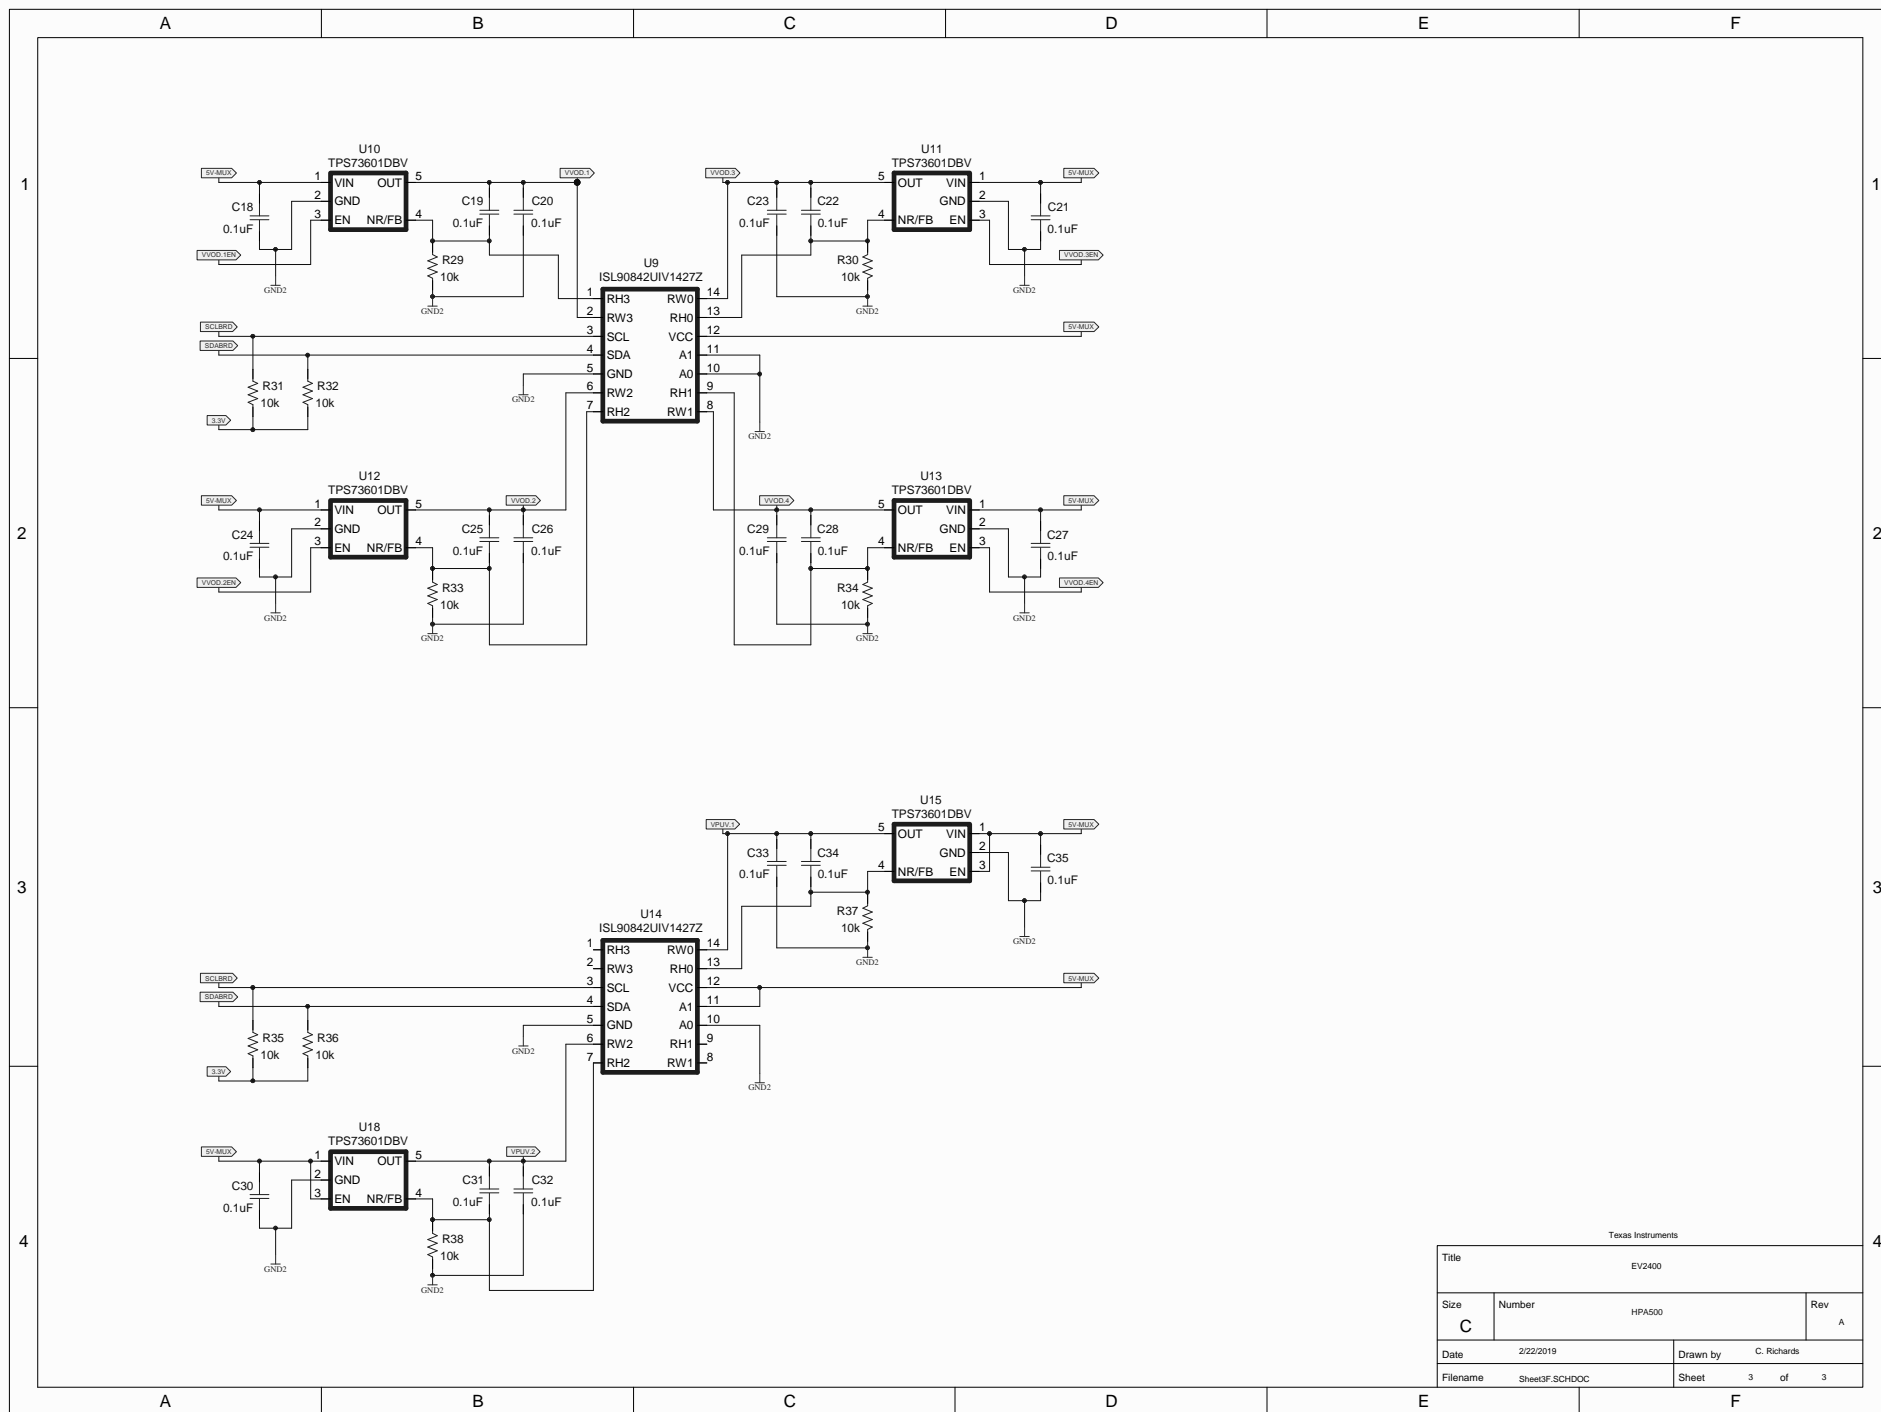 A B C D E F
1 1
U10
TPS73601DBV
5V-MUX
1 VIN OUT 5
2 GND
3 EN NR/FB 4
C18
0.1uF
VVOD.1EN
GND2
C19
0.1uF
C20
0.1uF
VVOD.1
R29
10k
GND2
U11
TPS73601DBV
VVOD.3
5 OUT VIN 1
GND 2
4 NR/FB EN 3
5V-MUX
C23
0.1uF
C22
0.1uF
C21
0.1uF
VVOD.3EN
R30
10k
GND2
GND2
U9
ISL90842UIV1427Z
1 RH3 RW0 14
2 RW3 RH0 13
3 SCL VCC 12
4 SDA A1 11
5 GND A0 10
6 RW2 RH1 9
7 RH2 RW1 8
SCLBRD
SDABRD
5V-MUX
R31
10k
R32
10k
3.3V
GND2
GND2
2 2
U12
TPS73601DBV
5V-MUX
1 VIN OUT 5
2 GND
3 EN NR/FB 4
C24
0.1uF
VVOD.2EN
GND2
C25
0.1uF
C26
0.1uF
VVOD.2
R33
10k
GND2
U13
TPS73601DBV
VVOD.4
5 OUT VIN 1
GND 2
4 NR/FB EN 3
5V-MUX
C29
0.1uF
C28
0.1uF
C27
0.1uF
VVOD.4EN
R34
10k
GND2
GND2
3 3
U15
TPS73601DBV
VPUV.1
5 OUT VIN 1
GND 2
4 NR/FB EN 3
5V-MUX
C33
0.1uF
C34
0.1uF
C35
0.1uF
R37
10k
GND2
GND2
U14
ISL90842UIV1427Z
1 RH3 RW0 14
2 RW3 RH0 13
3 SCL VCC 12
4 SDA A1 11
5 GND A0 10
6 RW2 RH1 9
7 RH2 RW1 8
SCLBRD
SDABRD
5V-MUX
R35
10k
R36
10k
3.3V
GND2
GND2
4 4
U18
TPS73601DBV
5V-MUX
1 VIN OUT 5
2 GND
3 EN NR/FB 4
C30
0.1uF
GND2
C31
0.1uF
C32
0.1uF
VPUV.2
R38
10k
GND2
Texas Instruments
Title EV2400
Size C Number HPA500 Rev A
Date 2/22/2019 Drawn by C. Richards
Filename Sheet3F.SCHDOC Sheet 3 of 3
A B C D E F